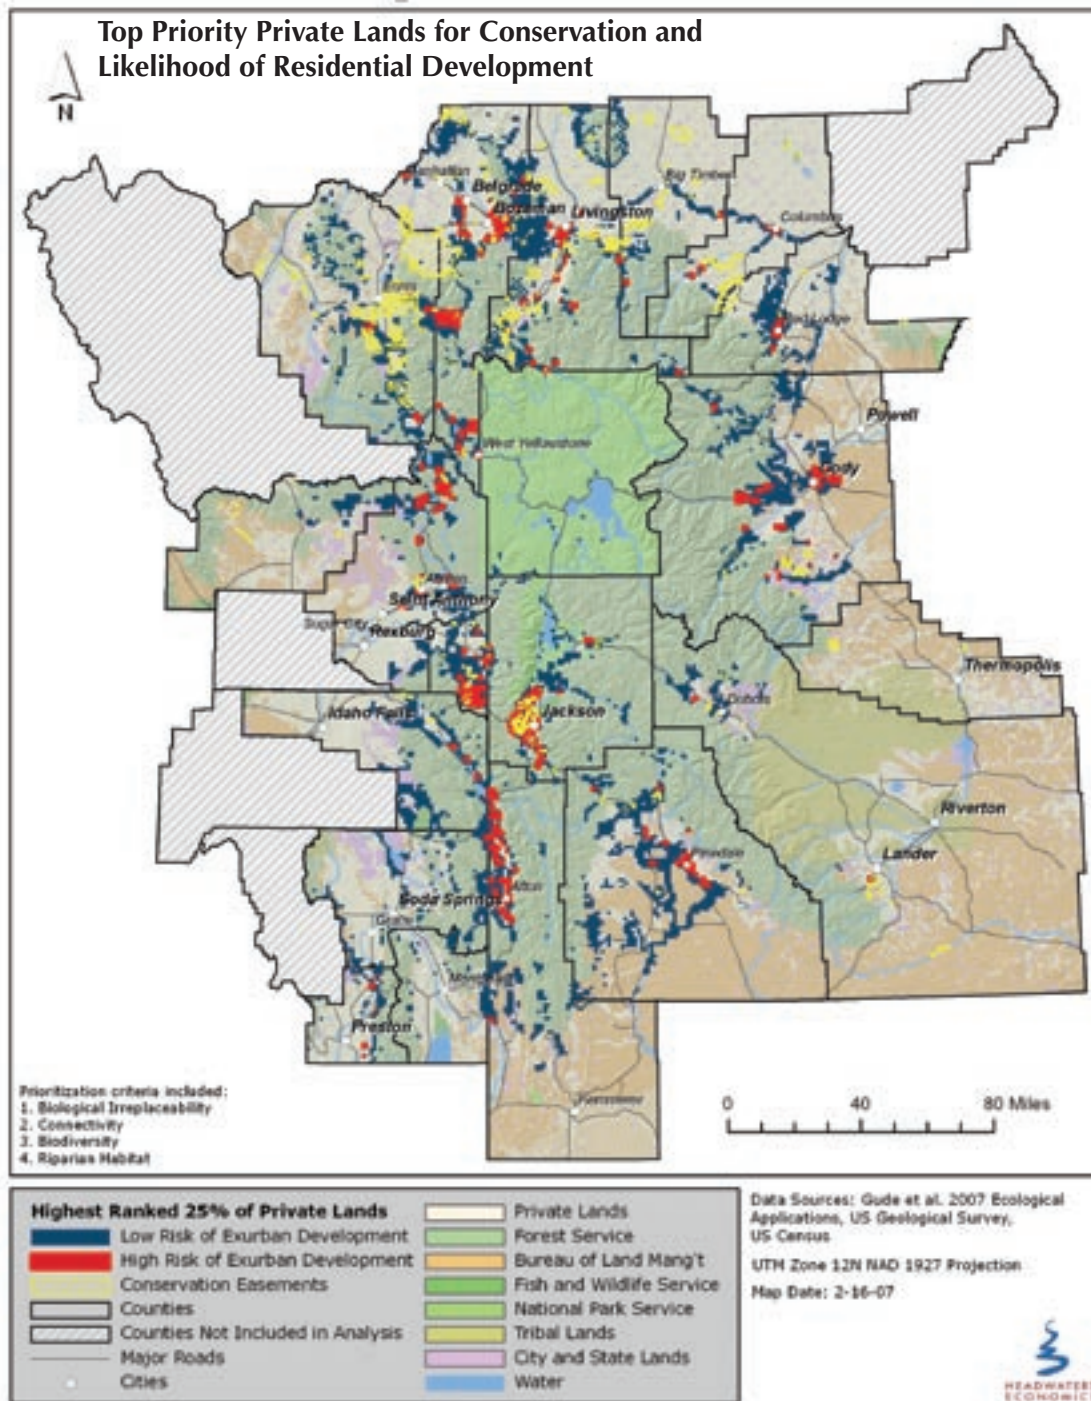 Top Priority Private Lands for Conservation and
Likelihood of Residential Development
N
Manhattan
Belgrade
Bozeman
Livingston
Big Timber
Columbus
Ennis
Red Lodge
Powell
West Yellowstone
Cody
Ashton
Saint Anthony
Sugar City
Rexburg
Thermopolis
Idaho Falls
Jackson
Dubois
Riverton
Pinedale
Lander
Afton
Soda Springs
Grace
Montpelier
Preston
Kemmerer
Prioritization criteria included:
1. Biological Irreplaceability
2. Connectivity
3. Biodiversity
4. Riparian Habitat
0 40 80 Miles
Highest Ranked 25% of Private Lands
Low Risk of Exurban Development
High Risk of Exurban Development
Conservation Easements
Counties
Counties Not Included in Analysis
Major Roads
Cities
Private Lands
Forest Service
Bureau of Land Mang't
Fish and Wildlife Service
National Park Service
Tribal Lands
City and State Lands
Water
Data Sources: Gude et al. 2007 Ecological
Applications, US Geological Survey,
US Census
UTM Zone 12N NAD 1927 Projection
Map Date: 2-16-07
HEADWATERS
ECONOMICS